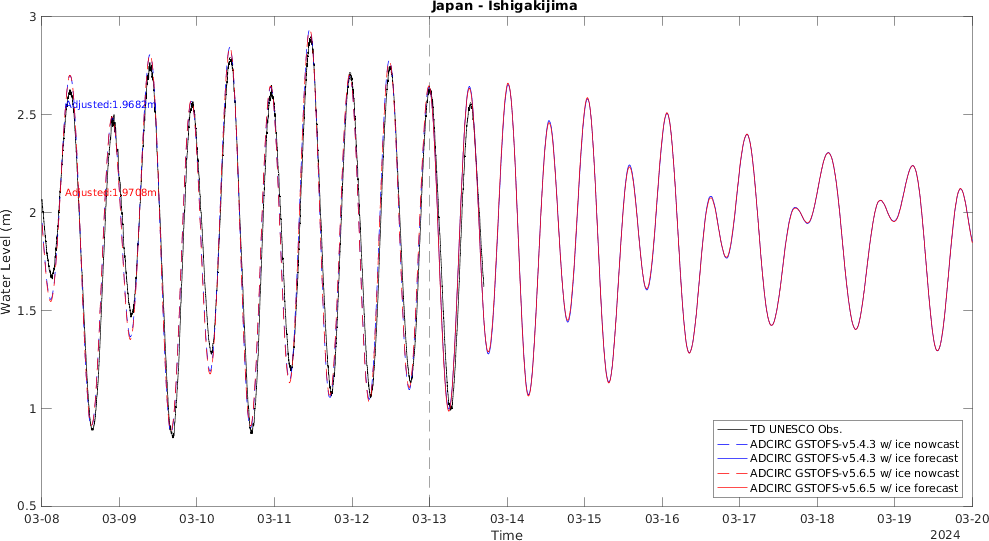 Japan - Ishigakijima
3
2.5
2
1.5
1
0.5
Water Level (m)
Adjusted:1.9682m
Adjusted:1.9708m
TD UNESCO Obs.
ADCIRC GSTOFS-v5.4.3 w/ ice nowcast
ADCIRC GSTOFS-v5.4.3 w/ ice forecast
ADCIRC GSTOFS-v5.6.5 w/ ice nowcast
ADCIRC GSTOFS-v5.6.5 w/ ice forecast
03-08 03-09 03-10 03-11 03-12 03-13 03-14 03-15 03-16 03-17 03-18 03-19 03-20
Time
2024